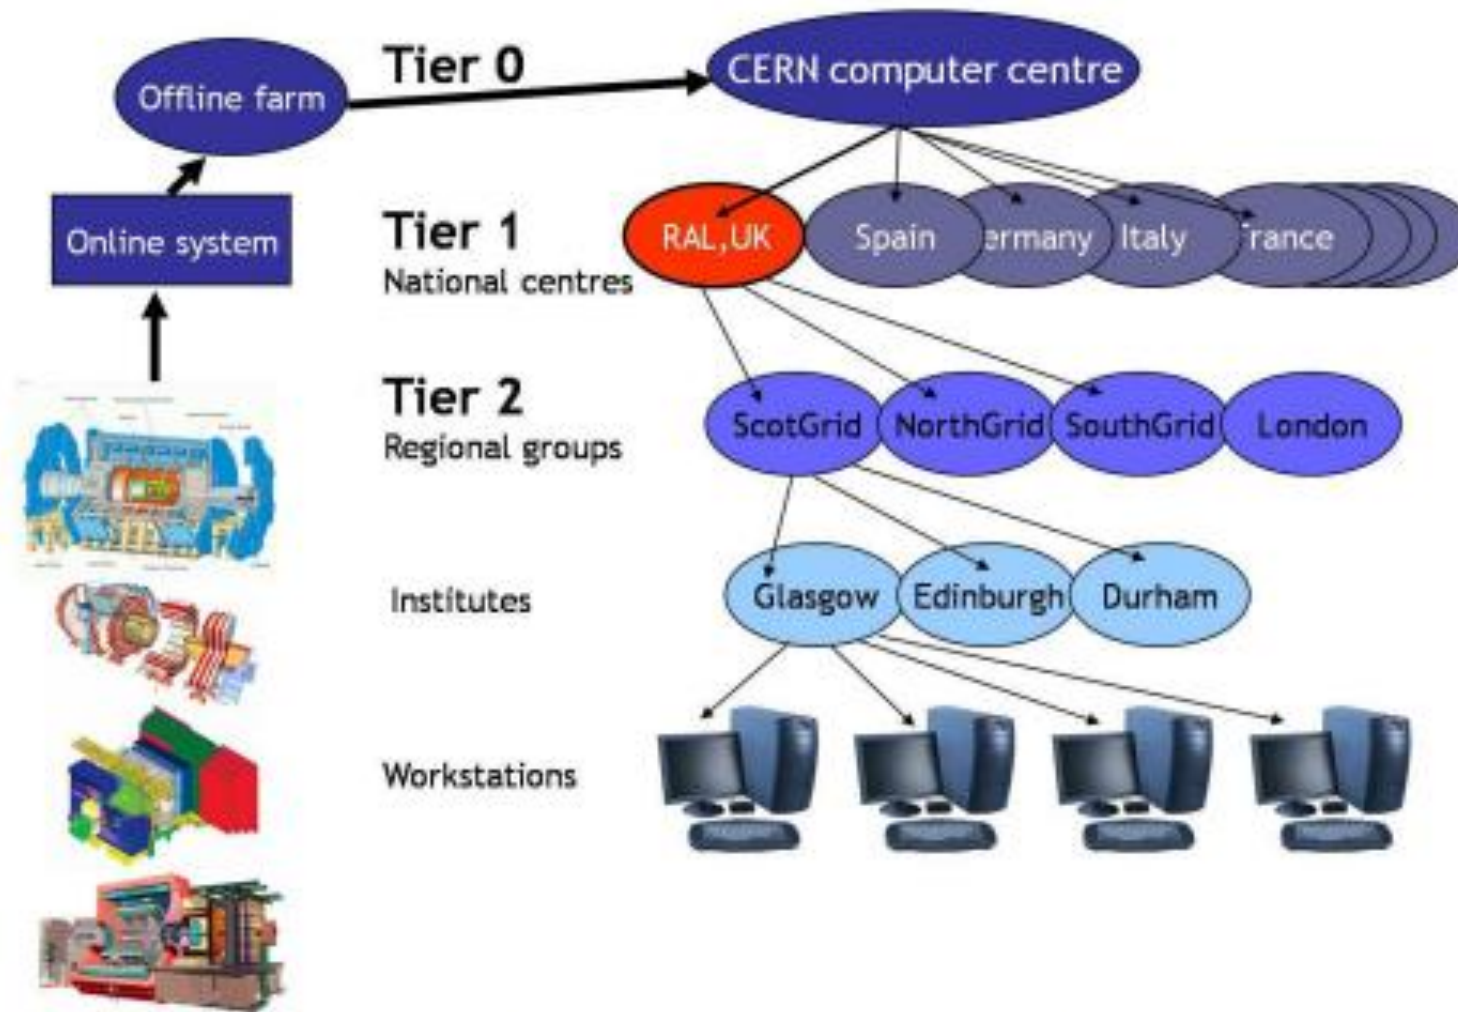 Offline farm
Tier 0
CERN computer centre
Online system
Tier 1
National centres
RAL,UK
Spain
ermany
Italy
rance
Tier 2
Regional groups
ScotGrid
NorthGrid
SouthGrid
London
Institutes
Glasgow
Edinburgh
Durham
Workstations